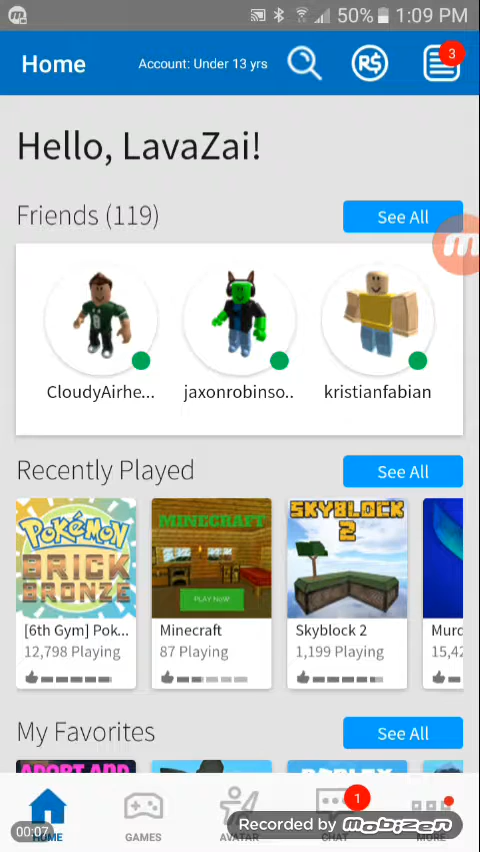 50% 1:09 PM
Home
Account: Under 13 yrs
R$
3
Hello, LavaZai!
Friends (119)
See All
CloudyAirhe...
jaxonrobinso..
kristianfabian
Recently Played
See All
POKéMON
BRICK
BRONZE
MINECRAFT
PLAY NOW
SKYBLOCK
2
[6th Gym] Pok...
Minecraft
Skyblock 2
Murd
12,798 Playing
87 Playing
1,199 Playing
15,42
My Favorites
See All
ADOPT AND
ROBLOX
1
00:07
HOME
GAMES
AVATAR
CHAT
MORE
Recorded by mobizen